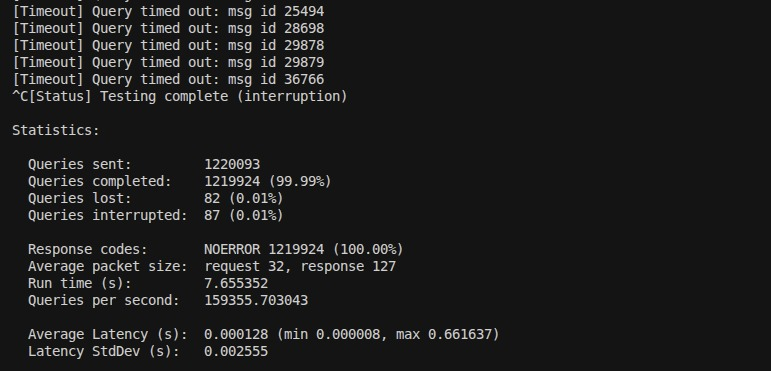 [Timeout] Query timed out: msg id 25494
[Timeout] Query timed out: msg id 28698
[Timeout] Query timed out: msg id 29878
[Timeout] Query timed out: msg id 29879
[Timeout] Query timed out: msg id 36766
^C[Status] Testing complete (interruption)
Statistics:
Queries sent: 1220093
Queries completed: 1219924 (99.99%)
Queries lost: 82 (0.01%)
Queries interrupted: 87 (0.01%)
Response codes: NOERROR 1219924 (100.00%)
Average packet size: request 32, response 127
Run time (s): 7.655352
Queries per second: 159355.703043
Average Latency (s): 0.000128 (min 0.000008, max 0.661637)
Latency StdDev (s): 0.002555